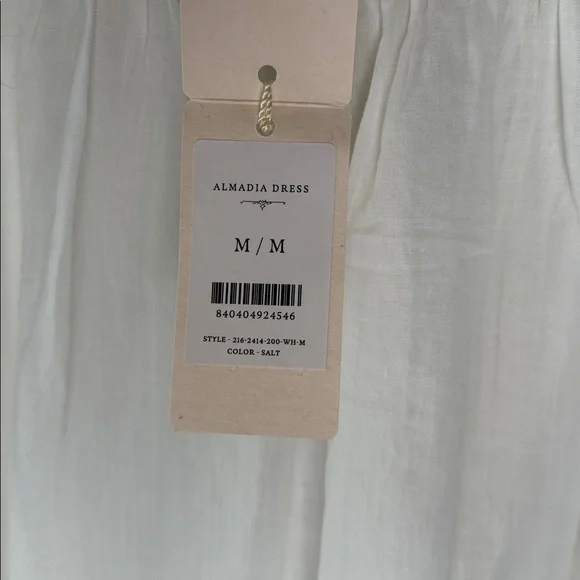 ALMADIA DRESS
M / M
840404924546
STYLE - 216-2414-200-WH-M
COLOR - SALT